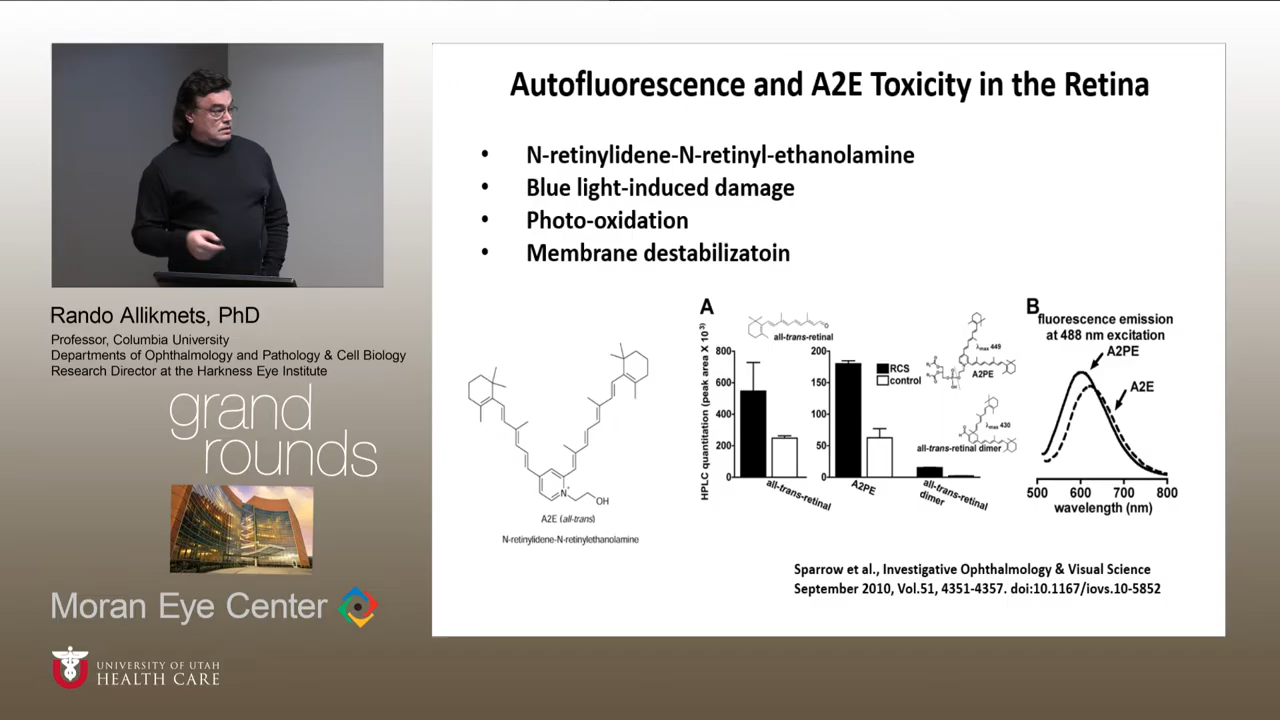 Autofluorescence and A2E Toxicity in the Retina
• N-retinylidene-N-retinyl-ethanolamine
• Blue light-induced damage
• Photo-oxidation
• Membrane destabilizatoin
Rando Allikmets, PhD
Professor, Columbia University
Departments of Ophthalmology and Pathology & Cell Biology
Research Director at the Harkness Eye Institute
grand
rounds
Moran Eye Center
UNIVERSITY OF UTAH
HEALTH CARE
N+
OH
A2E (all-trans)
N-retinylidene-N-retinylethanolamine
A
O
all-trans-retinal
HPLC quantitation (peak area X 10³)
800
600
400
200
0
all-trans-retinal
200
150
100
50
0
RCS
control
A2PE
all-trans-retinal
dimer
λmax 449
A2PE
λmax 430
all-trans-retinal dimer
B
fluorescence emission
at 488 nm excitation
A2PE
A2E
500 600 700 800
wavelength (nm)
Sparrow et al., Investigative Ophthalmology & Visual Science
September 2010, Vol.51, 4351-4357. doi:10.1167/iovs.10-5852